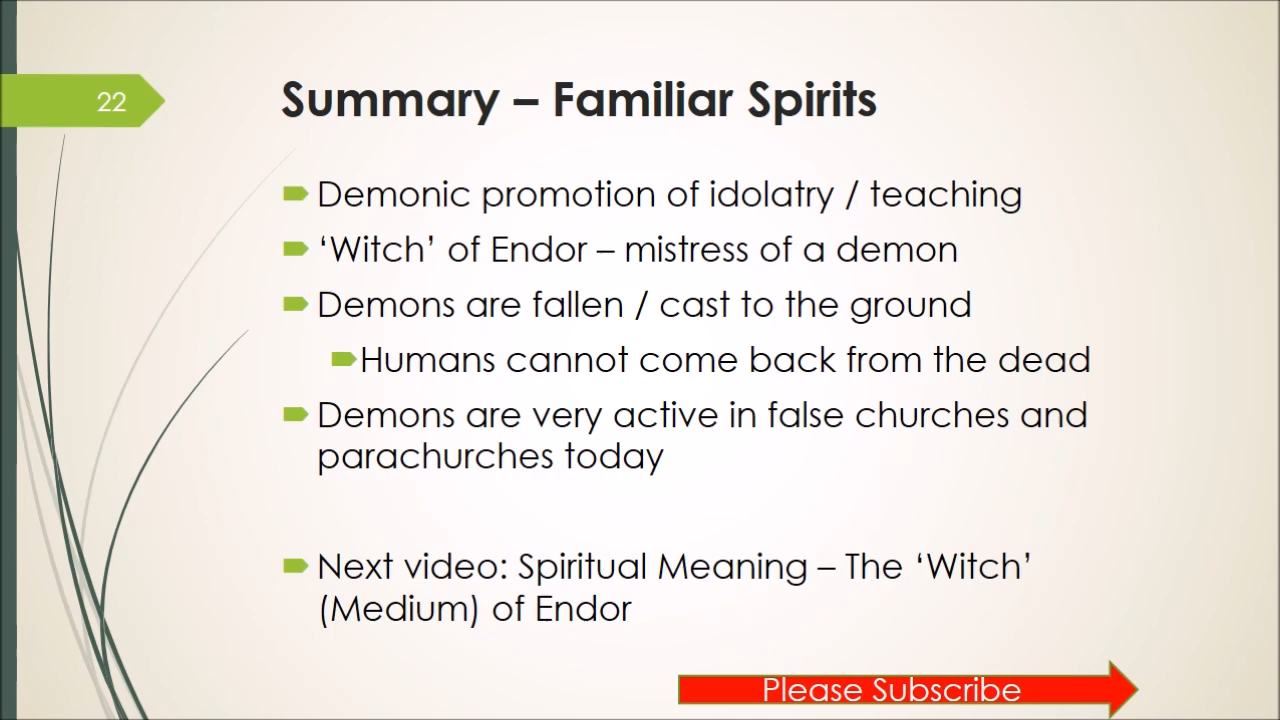 22
Summary – Familiar Spirits
Demonic promotion of idolatry / teaching
‘Witch’ of Endor – mistress of a demon
Demons are fallen / cast to the ground
Humans cannot come back from the dead
Demons are very active in false churches and
parachurches today
Next video: Spiritual Meaning – The ‘Witch’
(Medium) of Endor
Please Subscribe